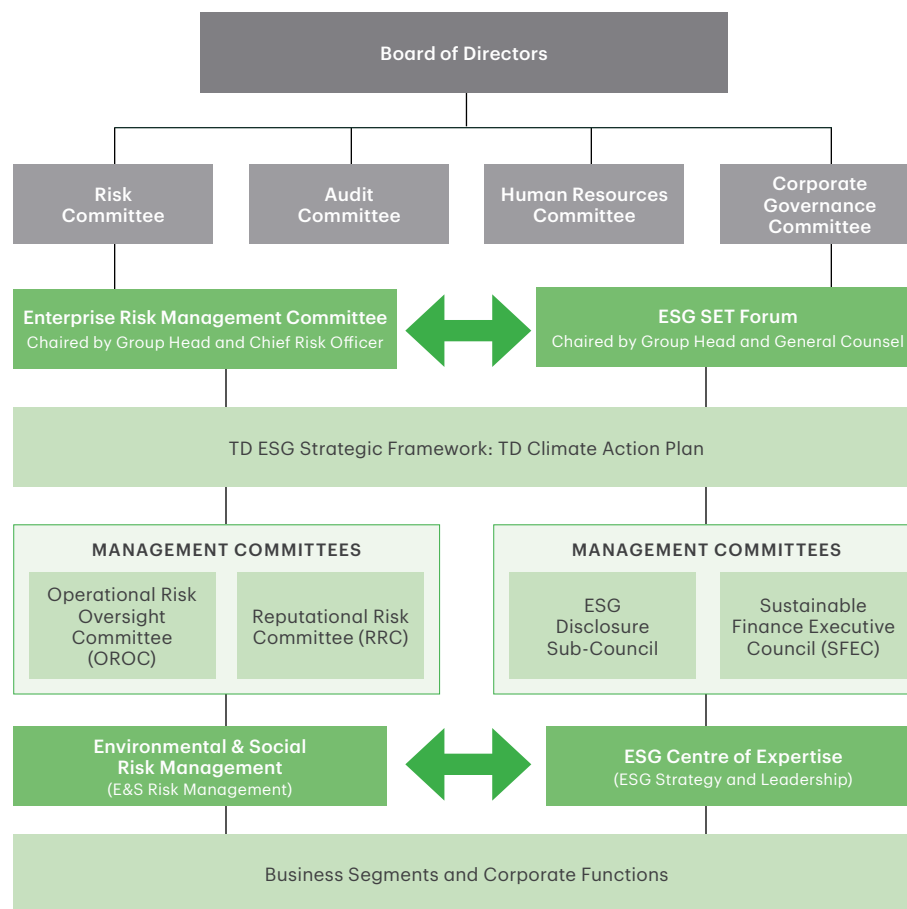 Board of Directors
Risk
Committee
Audit
Committee
Human Resources
Committee
Corporate
Governance
Committee
Enterprise Risk Management Committee
Chaired by Group Head and Chief Risk Officer
ESG SET Forum
Chaired by Group Head and General Counsel
TD ESG Strategic Framework: TD Climate Action Plan
MANAGEMENT COMMITTEES
Operational Risk
Oversight
Committee
(OROC)
Reputational Risk
Committee (RRC)
MANAGEMENT COMMITTEES
ESG
Disclosure
Sub-Council
Sustainable
Finance Executive
Council (SFEC)
Environmental & Social
Risk Management
(E&S Risk Management)
ESG Centre of Expertise
(ESG Strategy and Leadership)
Business Segments and Corporate Functions